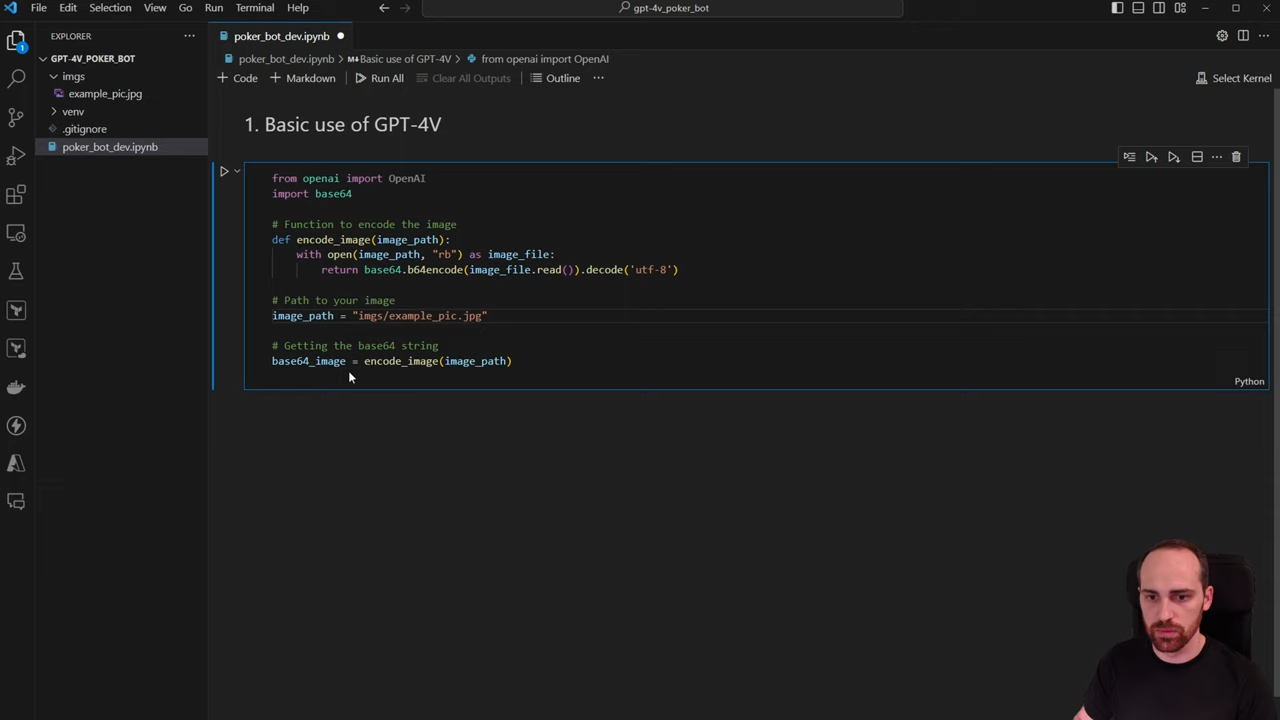 File Edit Selection View Go Run Terminal Help
gpt-4v_poker_bot
EXPLORER
poker_bot_dev.ipynb
GPT-4V_POKER_BOT
imgs
example_pic.jpg
venv
.gitignore
poker_bot_dev.ipynb
1
poker_bot_dev.ipynb > M↓Basic use of GPT-4V > from openai import OpenAI
+ Code + Markdown Run All Clear All Outputs Outline ...
Select Kernel
1. Basic use of GPT-4V
from openai import OpenAI
import base64
# Function to encode the image
def encode_image(image_path):
with open(image_path, "rb") as image_file:
return base64.b64encode(image_file.read()).decode('utf-8')
# Path to your image
image_path = "imgs/example_pic.jpg"
# Getting the base64 string
base64_image = encode_image(image_path)
Python